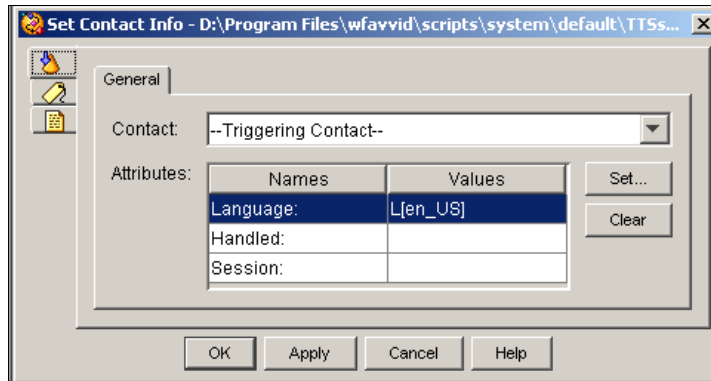 Set Contact Info - D:\Program Files\wfavvid\scripts\system\default\TTSs...
General
Contact: --Triggering Contact--
Attributes: Names Values Set...
Language: L[en_US] Clear
Handled:
Session:
OK Apply Cancel Help